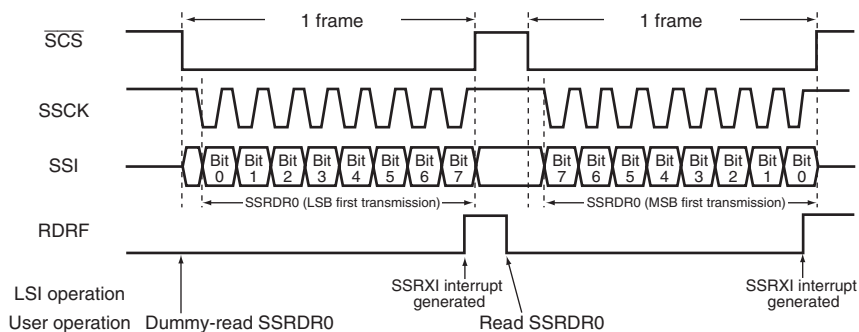 1 frame 1 frame
SCS
SSCK
SSI Bit 0 Bit 1 Bit 2 Bit 3 Bit 4 Bit 5 Bit 6 Bit 7 Bit 7 Bit 6 Bit 5 Bit 4 Bit 3 Bit 2 Bit 1 Bit 0
SSRDR0 (LSB first transmission) SSRDR0 (MSB first transmission)
RDRF
LSI operation SSRXI interrupt generated SSRXI interrupt generated
User operation Dummy-read SSRDR0 Read SSRDR0